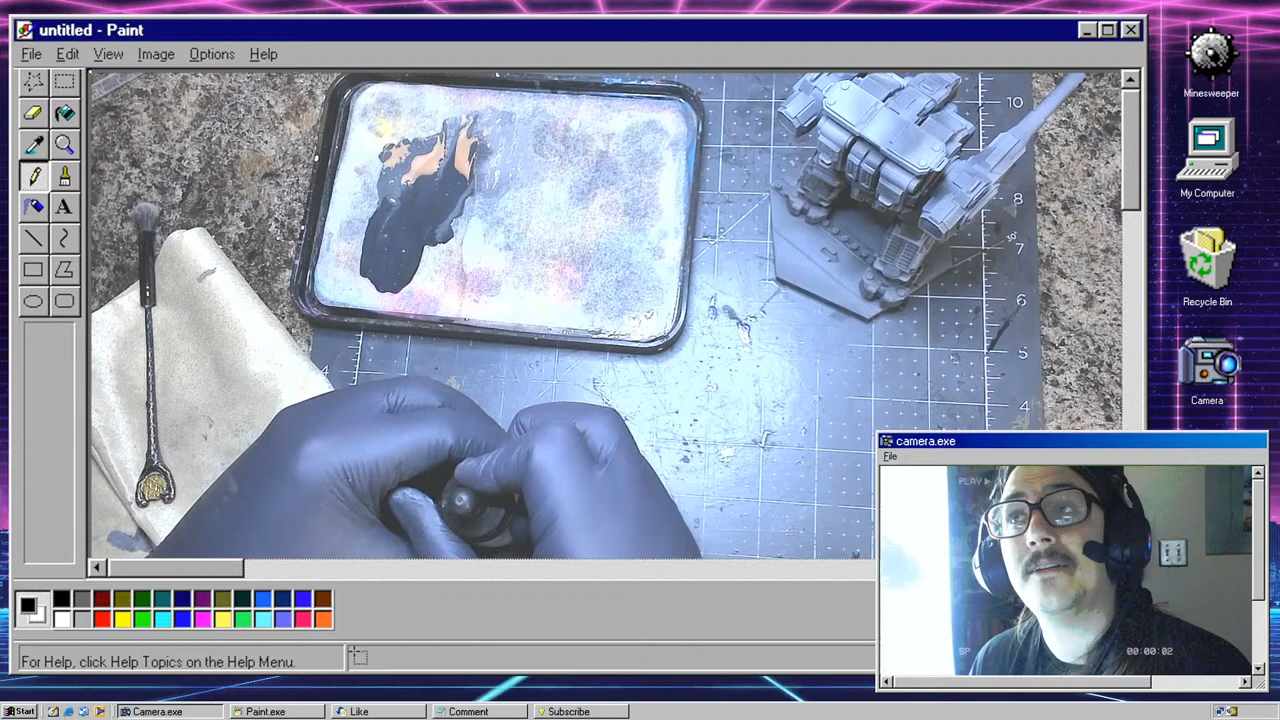 untitled - Paint
File Edit View Image Options Help
10
8
30°
7
6
5
4
4
Minesweeper
My Computer
Recycle Bin
Camera
camera.exe
File
PLAY
SP 00:00:02
For Help, click Help Topics on the Help Menu.
Start Camera.exe Paint.exe Like Comment Subscribe